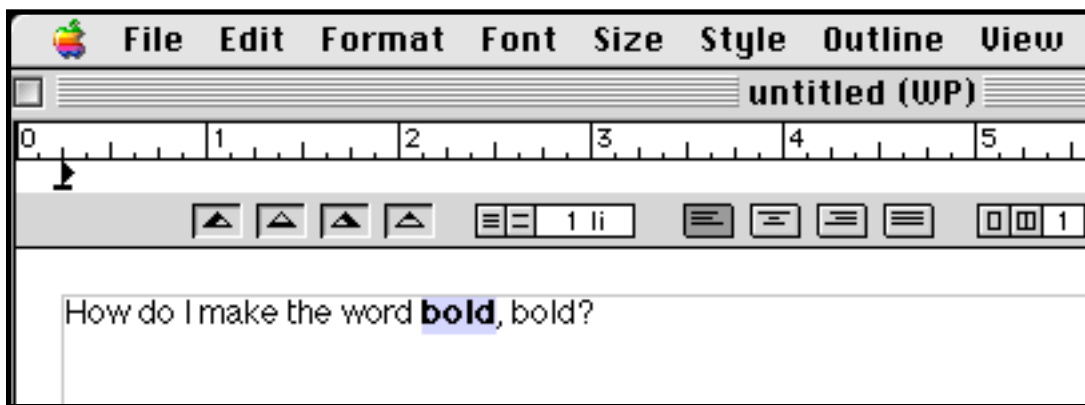 File Edit Format Font Size Style Outline View
untitled (WP)
0 1 2 3 4 5
1 li 1
How do I make the word bold, bold?